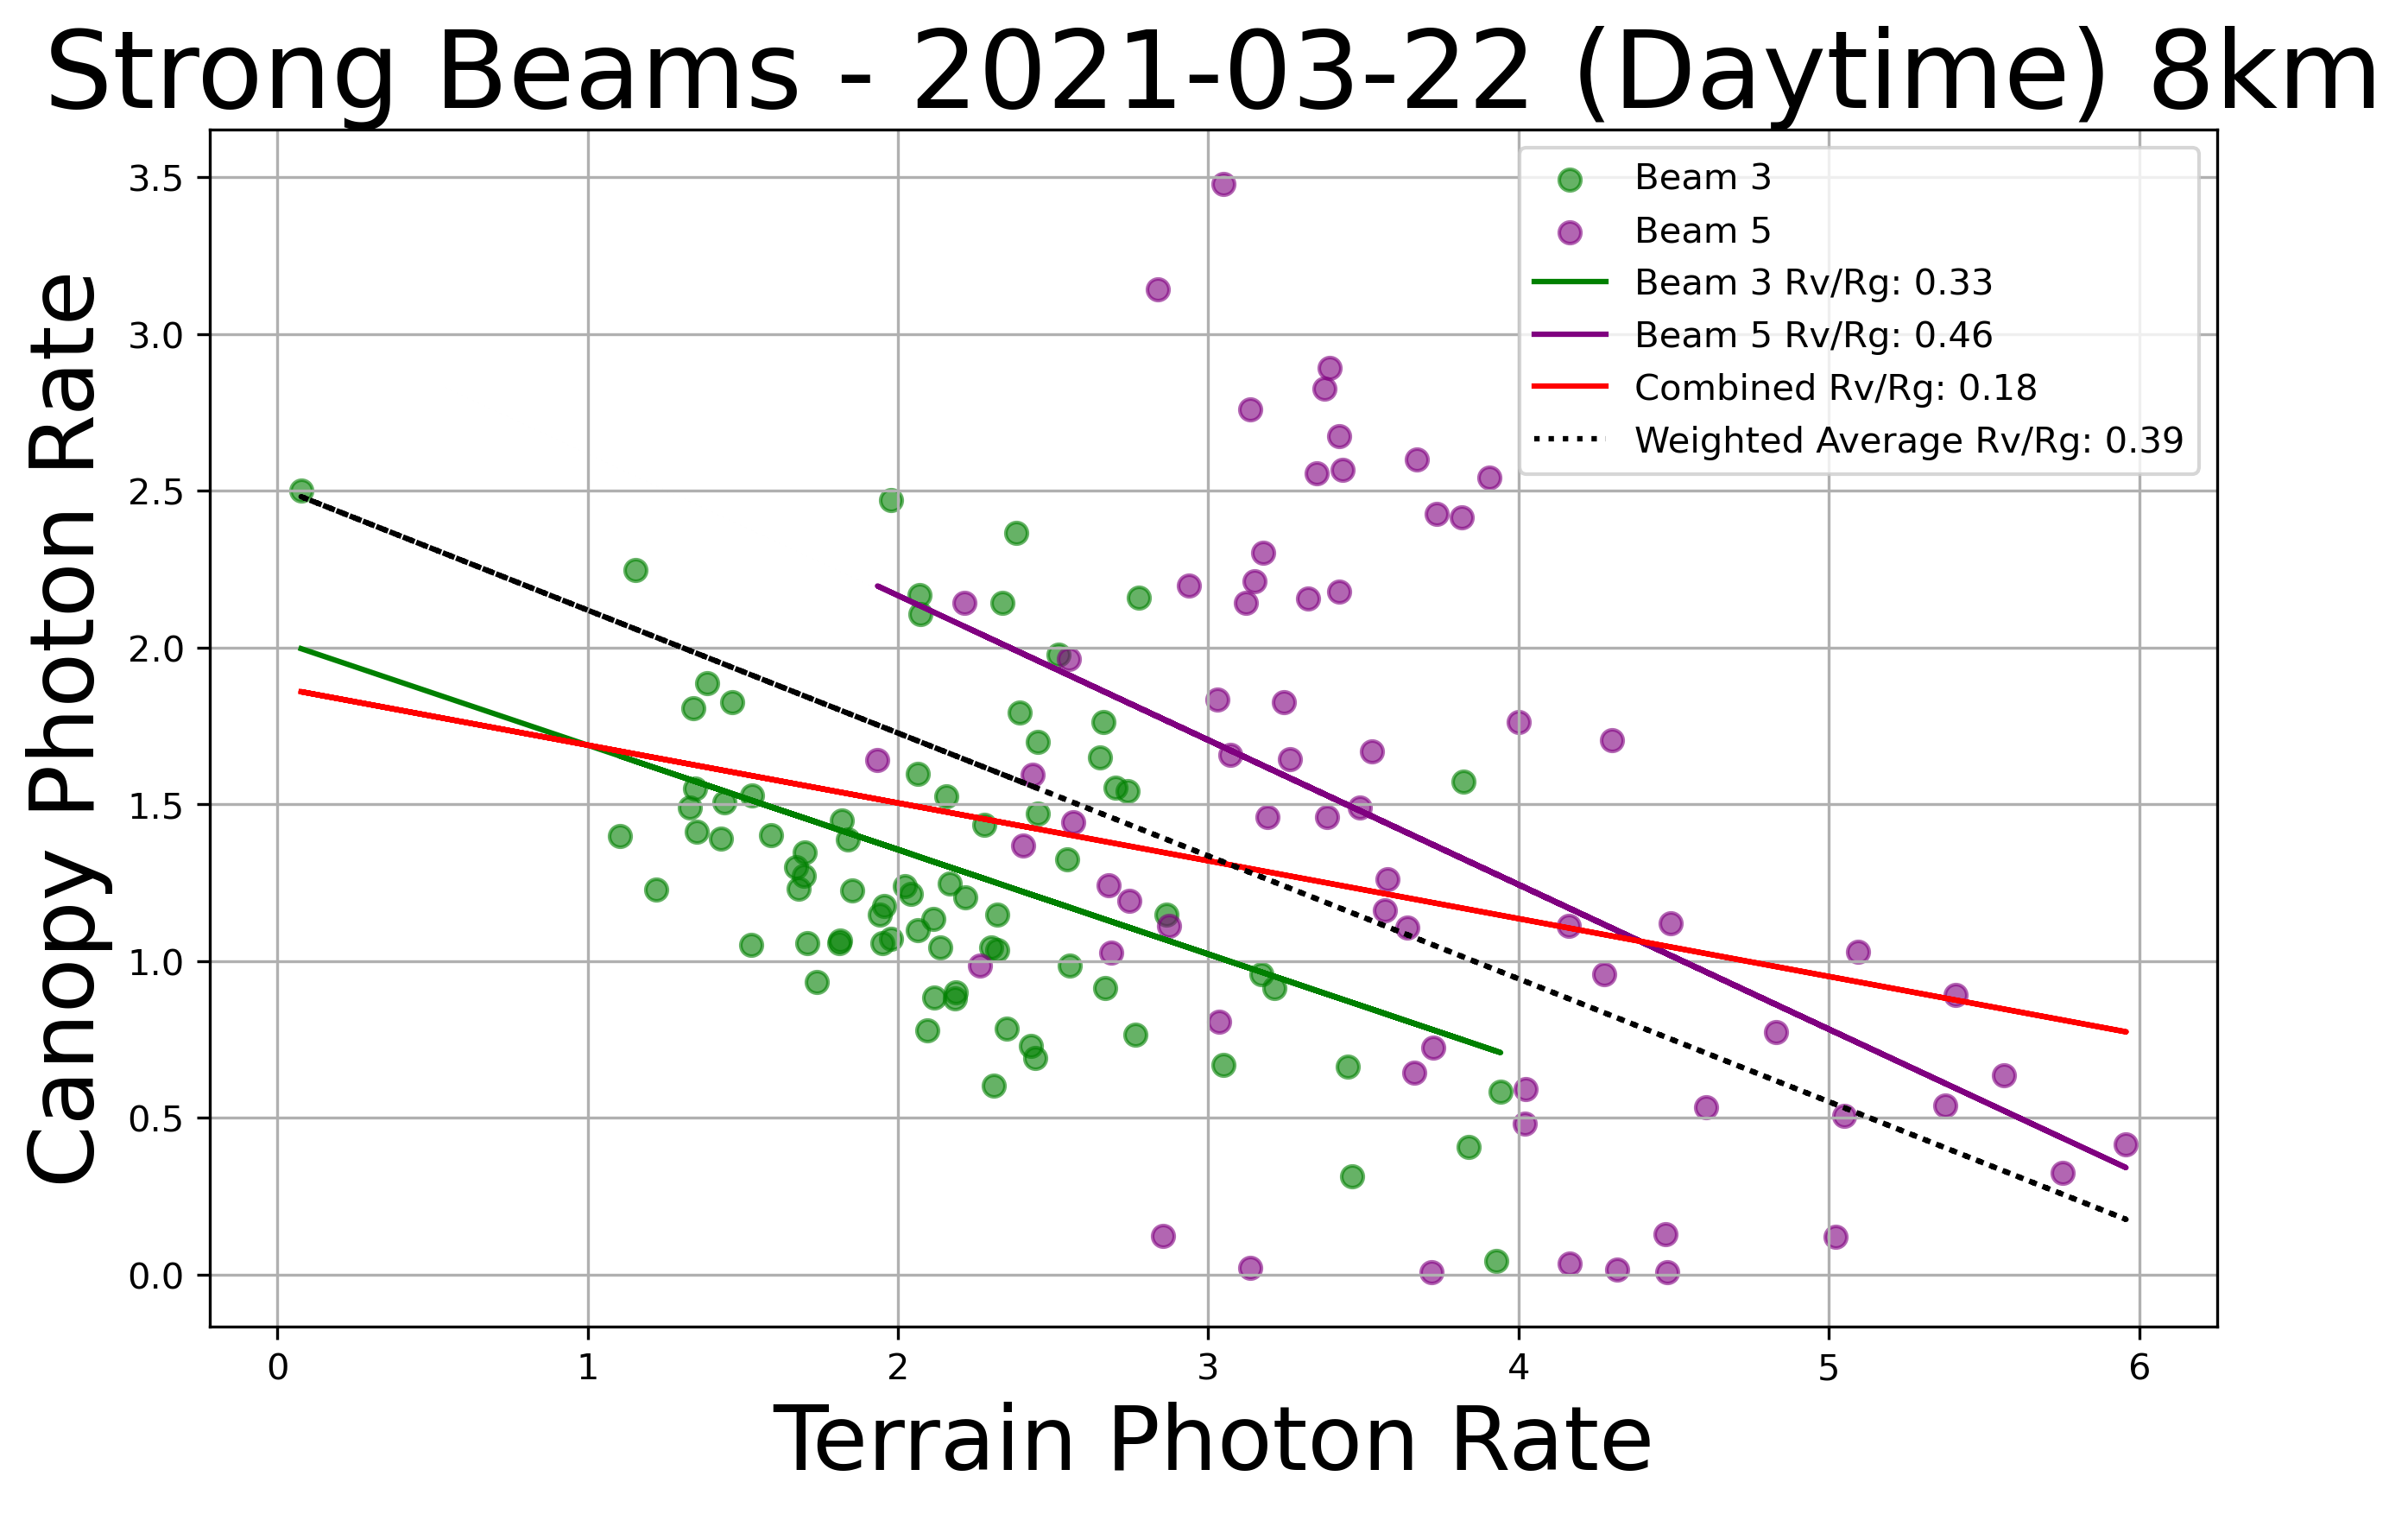 Strong Beams - 2021-03-22 (Daytime) 8km
Canopy Photon Rate
3.5
3.0
2.5
2.0
1.5
1.0
0.5
0.0
Beam 3
Beam 5
Beam 3 Rv/Rg: 0.33
Beam 5 Rv/Rg: 0.46
Combined Rv/Rg: 0.18
Weighted Average Rv/Rg: 0.39
0 1 2 3 4 5 6
Terrain Photon Rate